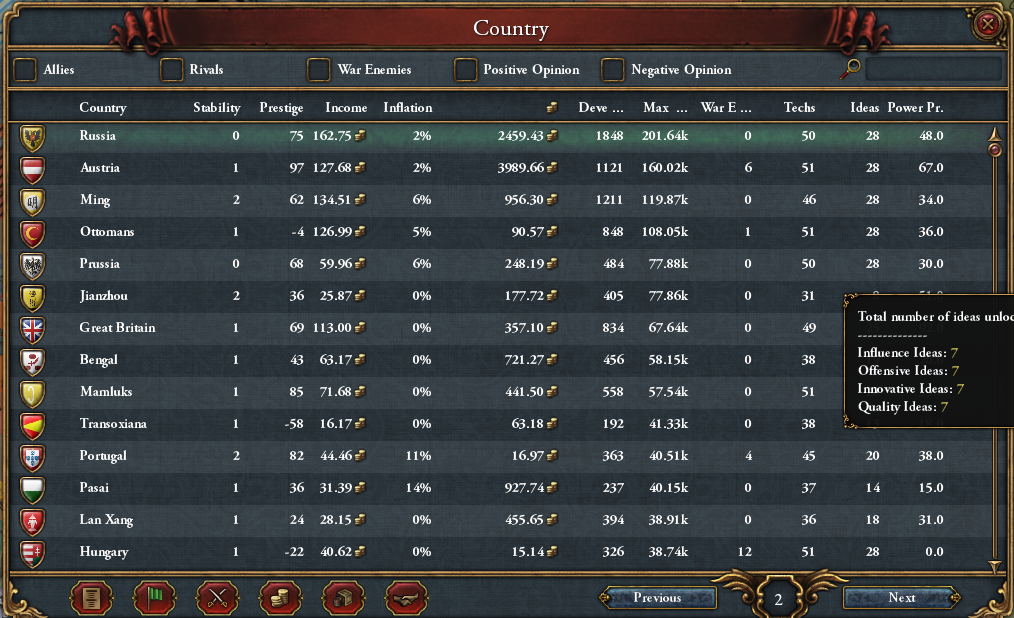 Country
Allies Rivals War Enemies Positive Opinion Negative Opinion
Country Stability Prestige Income Inflation Deve ... Max ... War E ... Techs Ideas Power Pr.
Russia 0 75 162.75 2% 2459.43 1848 201.64k 0 50 28 48.0
Austria 1 97 127.68 2% 3989.66 1121 160.02k 6 51 28 67.0
Ming 2 62 134.51 6% 956.30 1211 119.87k 0 46 28 34.0
Ottomans 1 -4 126.99 5% 90.57 848 108.05k 1 51 28 36.0
Prussia 0 68 59.96 6% 248.19 484 77.88k 0 50 28 30.0
Jianzhou 2 36 25.87 0% 177.72 405 77.86k 0 31
Total number of ideas unloc
--------------
Great Britain 1 69 113.00 0% 357.10 834 67.64k 0 49
Influence Ideas: 7
Bengal 1 43 63.17 0% 721.27 456 58.15k 0 38
Offensive Ideas: 7
Mamluks 1 85 71.68 0% 441.50 558 57.54k 0 51
Innovative Ideas: 7
Quality Ideas: 7
Transoxiana 1 -58 16.17 0% 63.18 192 41.33k 0 38
Portugal 2 82 44.46 11% 16.97 363 40.51k 4 45 20 38.0
Pasai 1 36 31.39 14% 927.74 237 40.15k 0 37 14 15.0
Lan Xang 1 24 28.15 0% 455.65 394 38.91k 0 36 18 31.0
Hungary 1 -22 40.62 0% 15.14 326 38.74k 12 51 28 0.0
Previous 2 Next